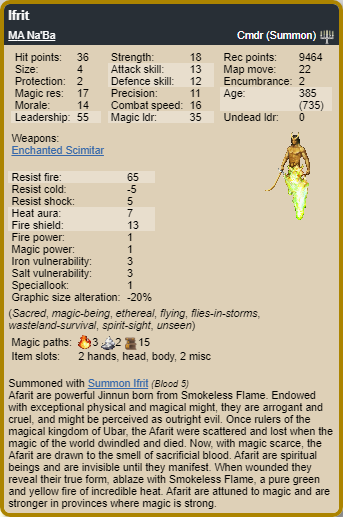 Ifrit
MA Na'Ba Cmdr (Summon)
Hit points: 36 Strength: 18 Rec points: 9464
Size: 4 Attack skill: 13 Map move: 22
Protection: 2 Defence skill: 12 Encumbrance: 2
Magic res: 17 Precision: 11 Age: 385
Morale: 14 Combat speed: 16 (735)
Leadership: 55 Magic ldr: 35 Undead ldr: 0
Weapons:
Enchanted Scimitar
Resist fire: 65
Resist cold: -5
Resist shock: 5
Heat aura: 7
Fire shield: 13
Fire power: 1
Magic power: 1
Iron vulnerability: 3
Salt vulnerability: 3
Speciallook: 1
Graphic size alteration: -20%
(Sacred, magic-being, ethereal, flying, flies-in-storms,
wasteland-survival, spirit-sight, unseen)
Magic paths: 3 2 15
Item slots: 2 hands, head, body, 2 misc
Summoned with Summon Ifrit (Blood 5)
Afarit are powerful Jinnun born from Smokeless Flame. Endowed
with exceptional physical and magical might, they are arrogant and
cruel, and might be perceived as outright evil. Once rulers of the
magical kingdom of Ubar, the Afarit were scattered and lost when the
magic of the world dwindled and died. Now, with magic scarce, the
Afarit are drawn to the smell of sacrificial blood. Afarit are spiritual
beings and are invisible until they manifest. When wounded they
reveal their true form, ablaze with Smokeless Flame, a pure green
and yellow fire of incredible heat. Afarit are attuned to magic and are
stronger in provinces where magic is strong.